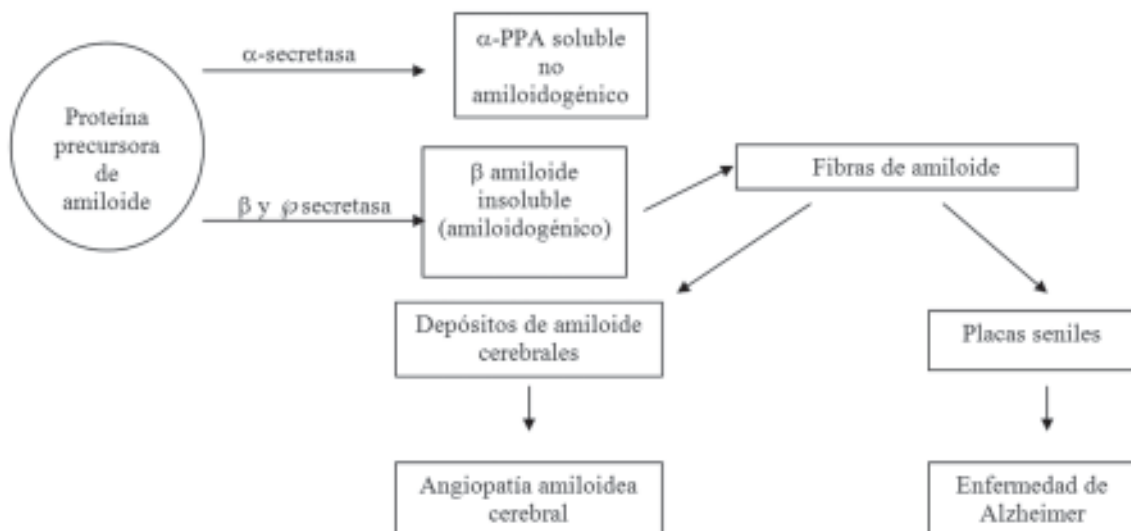 Proteína
precursora
de
amiloide
α-secretasa
α-PPA soluble
no
amiloidogénico
β y ℘ secretasa
β amiloide
insoluble
(amiloidogénico)
Fibras de amiloide
Depósitos de amiloide
cerebrales
Placas seniles
Angiopatía amiloidea
cerebral
Enfermedad de
Alzheimer